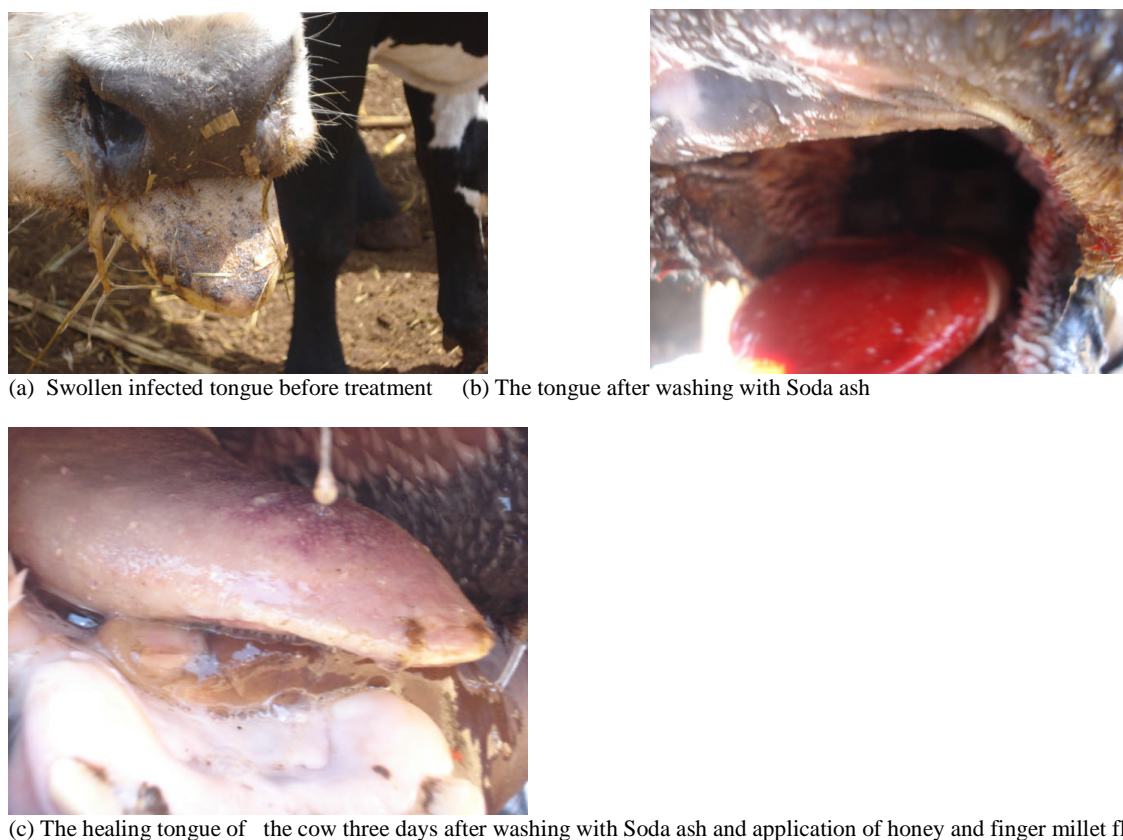 (a) Swollen infected tongue before treatment (b) The tongue after washing with Soda ash
(c) The healing tongue of the cow three days after washing with Soda ash and application of honey and finger millet